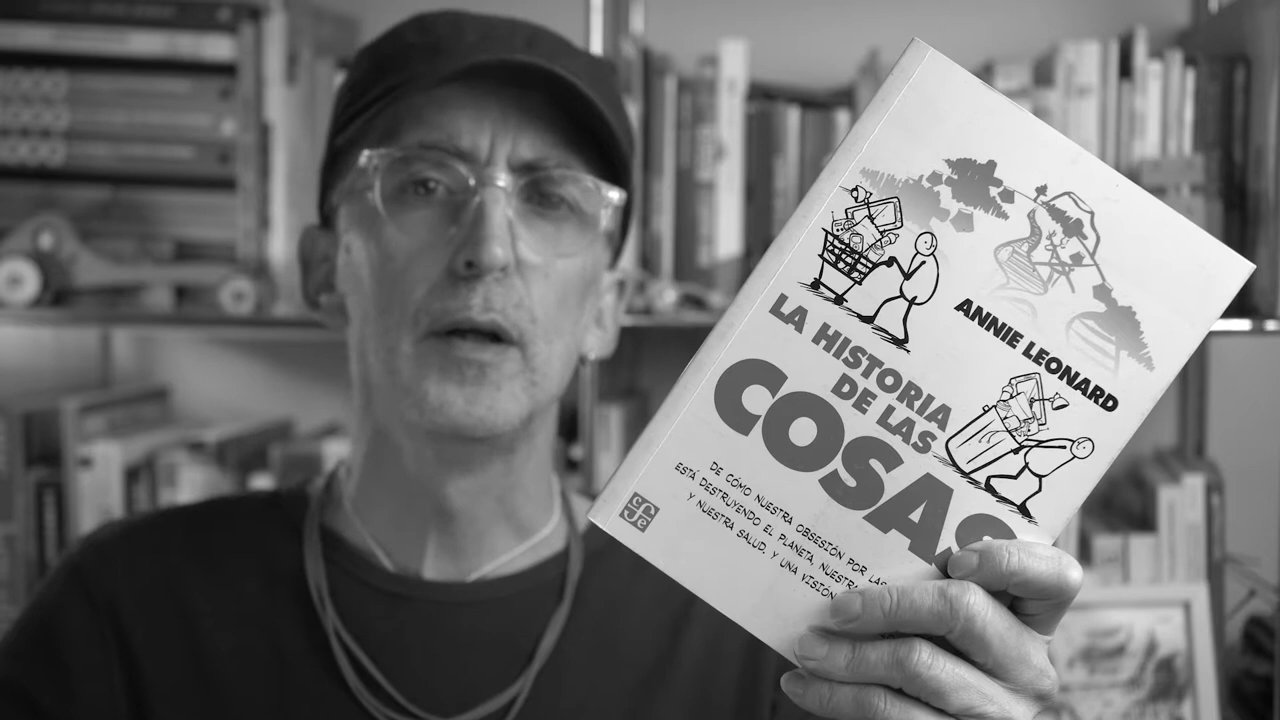 ANNIE LEONARD
LA HISTORIA
DE LAS
COSAS
DE CÓMO NUESTRA OBSESIÓN POR LAS
ESTÁ DESTRUYENDO EL PLANETA, NUESTRA
Y NUESTRA SALUD. Y UNA VISIÓN